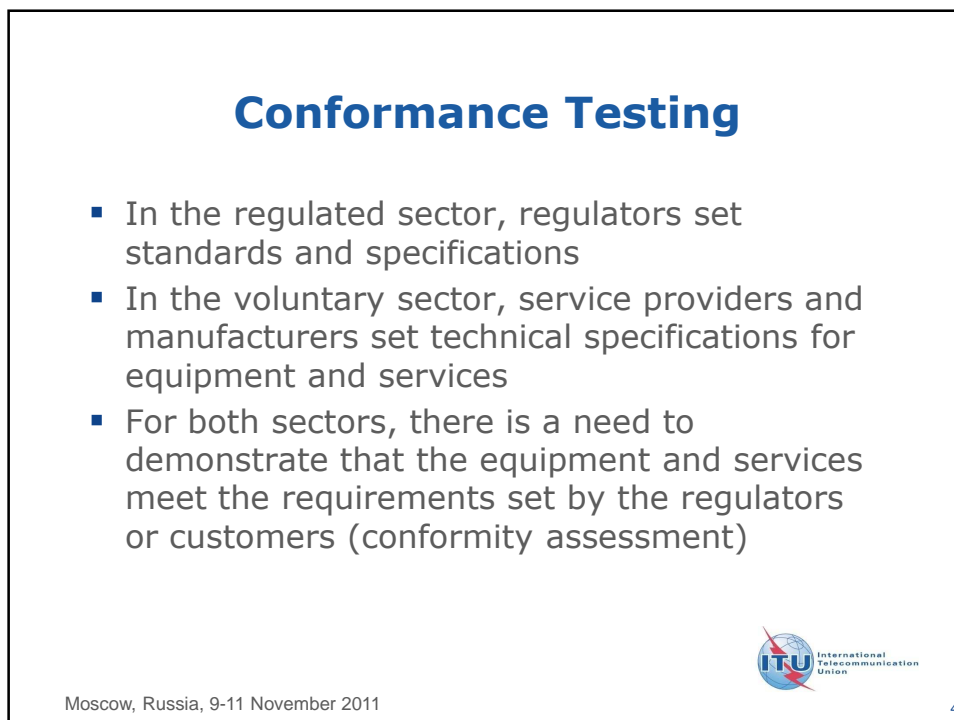 Conformance Testing
▪ In the regulated sector, regulators set
standards and specifications
▪ In the voluntary sector, service providers and
manufacturers set technical specifications for
equipment and services
▪ For both sectors, there is a need to
demonstrate that the equipment and services
meet the requirements set by the regulators
or customers (conformity assessment)
ITU
International
Telecommunication
Union
Moscow, Russia, 9-11 November 2011
4